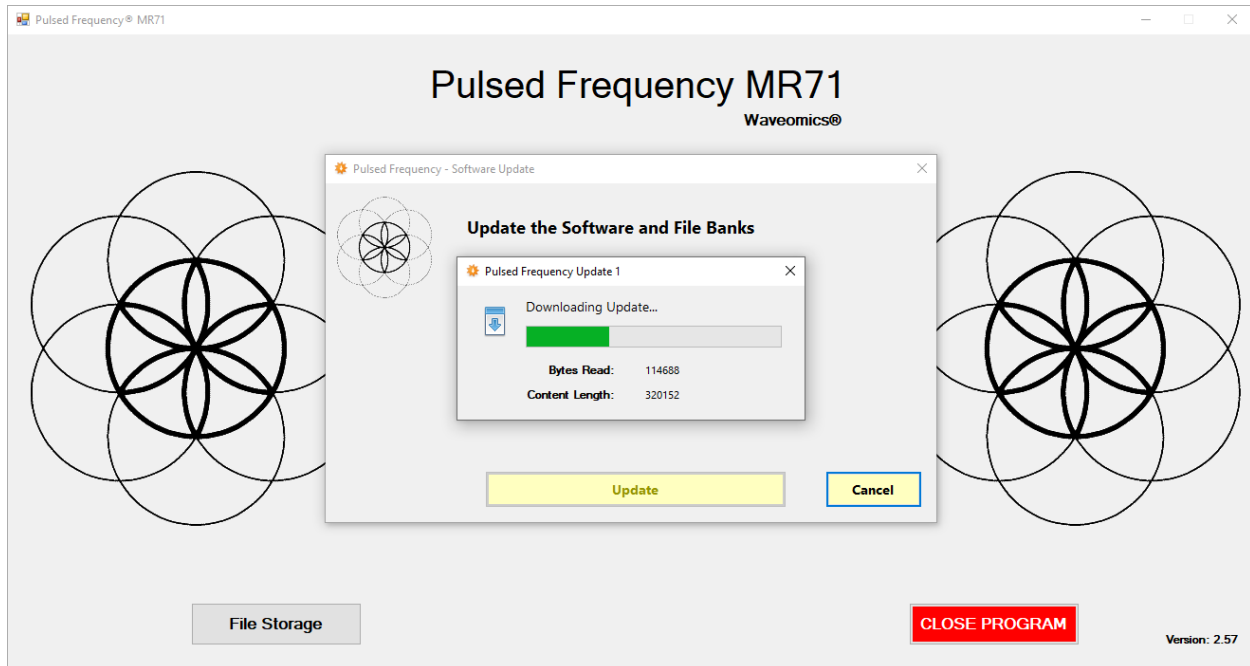 Pulsed Frequency® MR71
Pulsed Frequency MR71
Waveomics®
Pulsed Frequency - Software Update
Update the Software and File Banks
Pulsed Frequency Update 1
Downloading Update...
Bytes Read: 114688
Content Length: 320152
Update
Cancel
File Storage
CLOSE PROGRAM
Version: 2.57